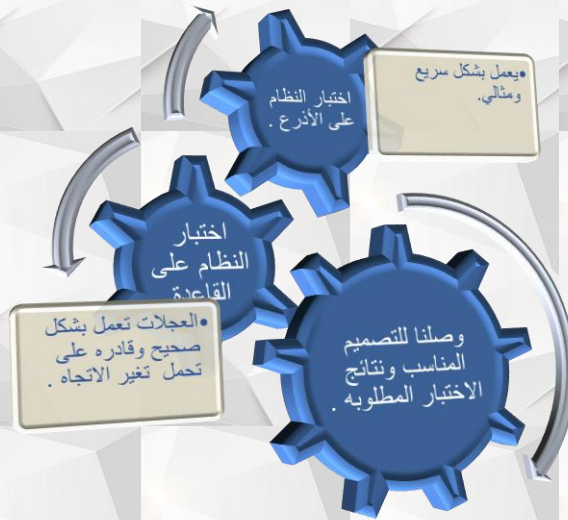 اختبار النظام
على الأذرع .
•يعمل بشكل سريع
ومثالي.
اختبار
النظام على
القاعدة
•العجلات تعمل بشكل
صحيح وقادره على
تحمل تغير الاتجاه .
وصلنا للتصميم
المناسب ونتائج
الاختبار المطلوبه .